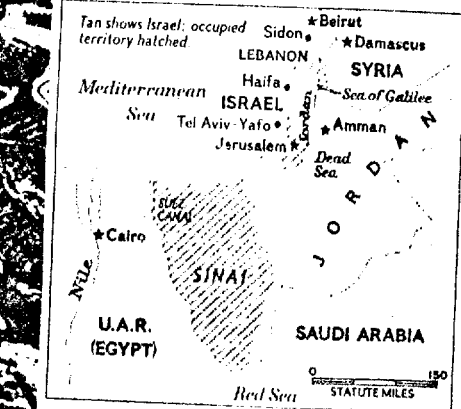 Tan shows Israel; occupied
territory hatched.
★Beirut
Sidon
★Damascus
LEBANON
SYRIA
Mediterranean
Sea
Haifa
Sea of Galilee
ISRAEL
Jordan
Tel Aviv-Yafo
★Amman
Jerusalem★
Dead
Sea
JORDAN
SUEZ
CANAL
★Cairo
Nile
SINAI
U.A.R.
(EGYPT)
SAUDI ARABIA
0 150
STATUTE MILES
Red Sea